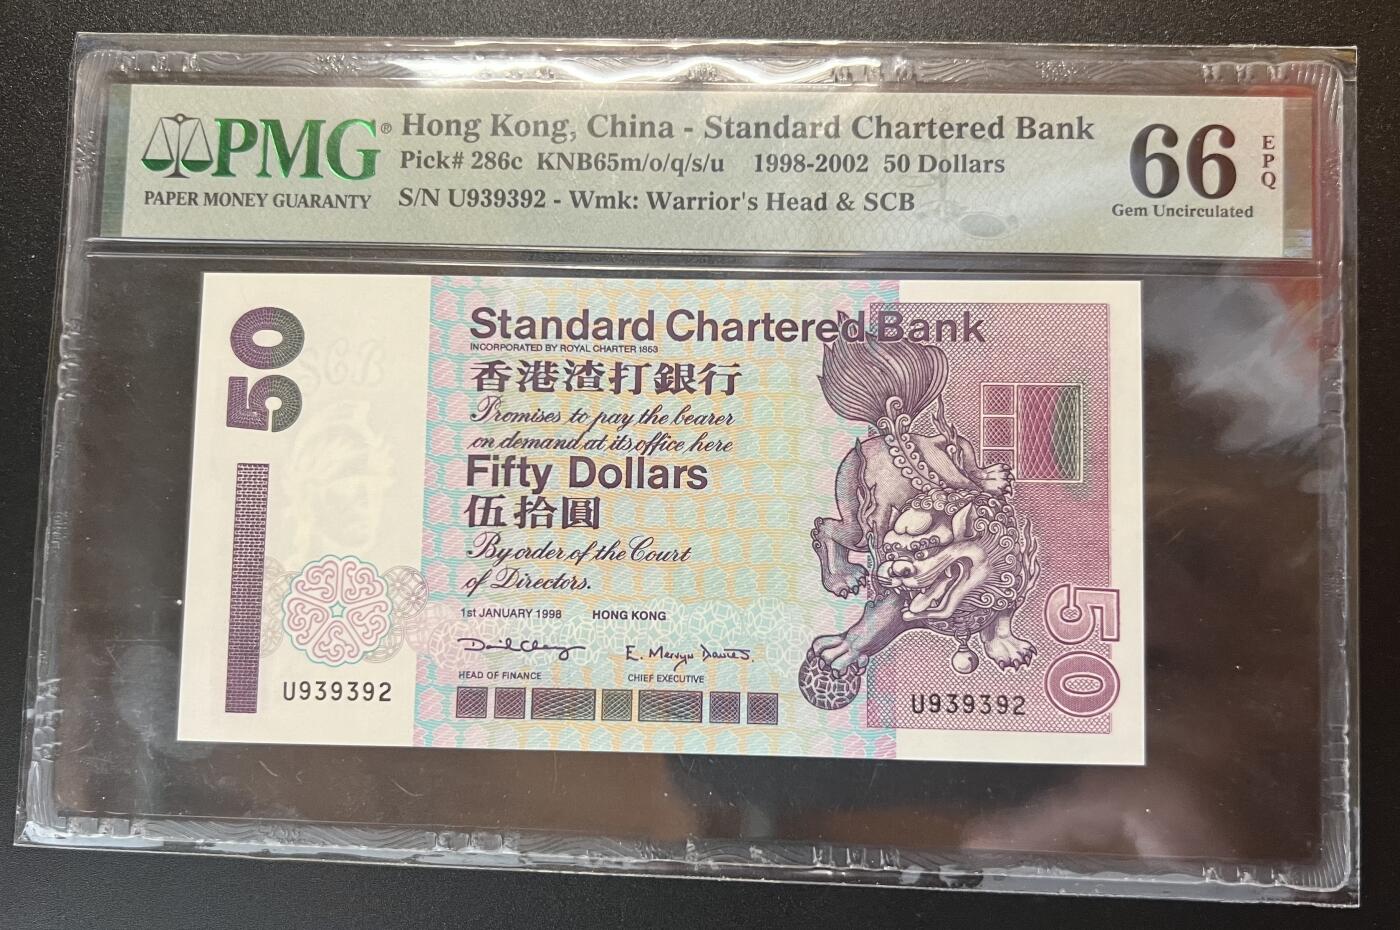 PMG®
PAPER MONEY GUARANTY
Hong Kong, China - Standard Chartered Bank
Pick# 286c KNB65m/o/q/s/u 1998-2002 50 Dollars
S/N U939392 - Wmk: Warrior's Head & SCB
66
EPQ
Gem Uncirculated
50
Standard Chartered Bank
INCORPORATED BY ROYAL CHARTER 1853
香港渣打銀行
Promises to pay the bearer
on demand at its office here
Fifty Dollars
伍拾圓
By order of the Court
of Directors.
1st JANUARY 1998 HONG KONG
David Chang E. Mervyn Davies.
HEAD OF FINANCE CHIEF EXECUTIVE
U939392
U939392
50